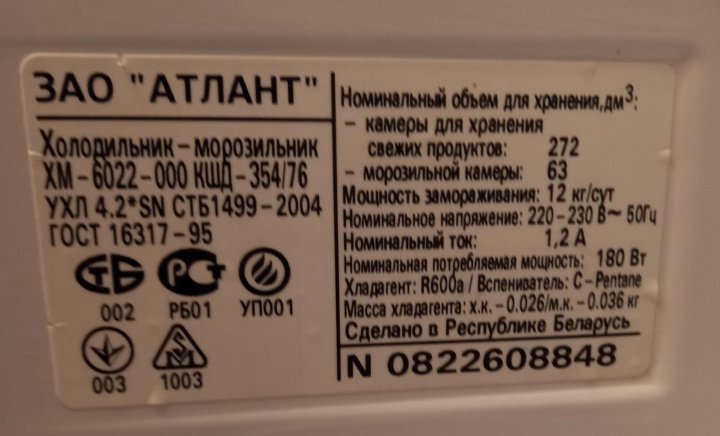 ЗАО "АТЛАНТ"
Холодильник – морозильник
ХМ – 6022 – 000 КШД – 354/76
УХЛ 4.2*SN СТБ1499 – 2004
ГОСТ 16317 – 95
СТБ РСТ
002 РБ01 УП001
003 1003
Номинальный объем для хранения, дм³:
– камеры для хранения
свежих продуктов: 272
– морозильной камеры: 63
Мощность замораживания: 12 кг/сут
Номинальное напряжение: 220 – 230 В~ 50Гц
Номинальный ток: 1,2 А
Номинальная потребляемая мощность: 180 Вт
Хладагент: R600a / Вспениватель: C – Pentane
Масса хладагента: х.к. – 0.026/м.к. – 0.036 кг
Сделано в Республике Беларусь
N 0822608848